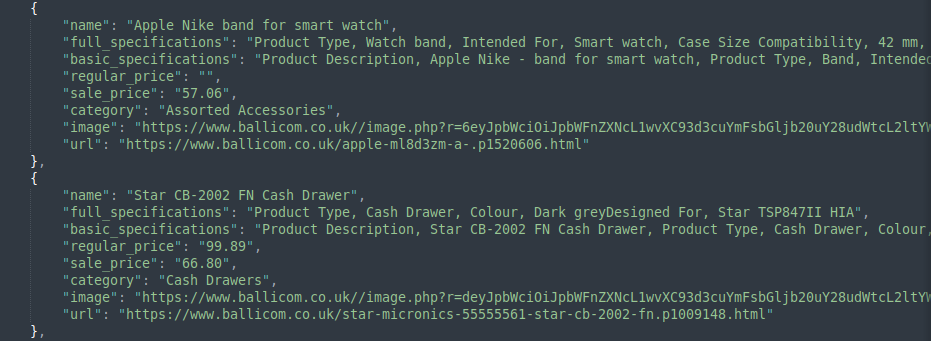 {
"name": "Apple Nike band for smart watch",
"full_specifications": "Product Type, Watch band, Intended For, Smart watch, Case Size Compatibility, 42 mm,
"basic_specifications": "Product Description, Apple Nike - band for smart watch, Product Type, Band, Intended
"regular_price": "",
"sale_price": "57.06",
"category": "Assorted Accessories",
"image": "https://www.ballicom.co.uk//image.php?r=6eyJpbWciOiJpbWFnZXNcL1wvXC93d3cuYmFsbGljb20uY28udWtcL2ltYW
"url": "https://www.ballicom.co.uk/apple-ml8d3zm-a-.p1520606.html"
},
{
"name": "Star CB-2002 FN Cash Drawer",
"full_specifications": "Product Type, Cash Drawer, Colour, Dark greyDesigned For, Star TSP847II HIA",
"basic_specifications": "Product Description, Star CB-2002 FN Cash Drawer, Product Type, Cash Drawer, Colour,
"regular_price": "99.89",
"sale_price": "66.80",
"category": "Cash Drawers",
"image": "https://www.ballicom.co.uk//image.php?r=deyJpbWciOiJpbWFnZXNcL1wvXC93d3cuYmFsbGljb20uY28udWtcL2ltYW
"url": "https://www.ballicom.co.uk/star-micronics-55555561-star-cb-2002-fn.p1009148.html"
},